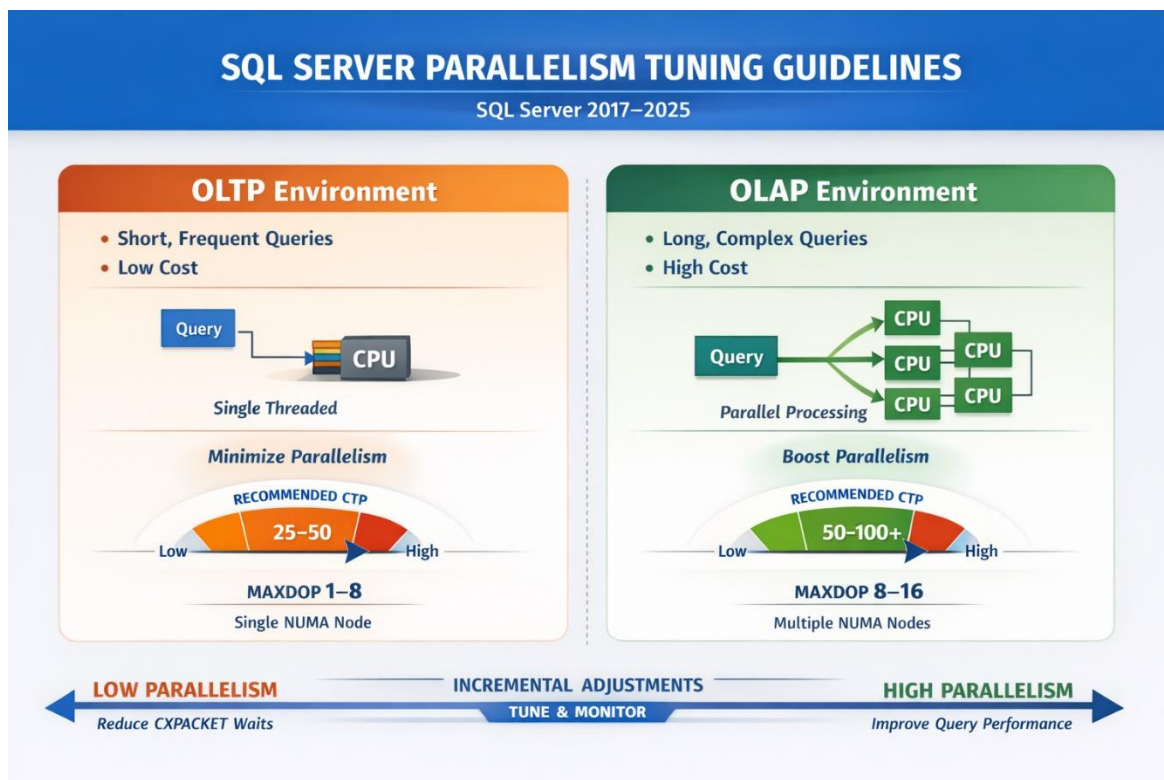 SQL SERVER PARALLELISM TUNING GUIDELINES
SQL Server 2017–2025
OLTP Environment
• Short, Frequent Queries
• Low Cost
Query
CPU
Single Threaded
Minimize Parallelism
RECOMMENDED CTP
25–50
Low
High
MAXDOP 1–8
Single NUMA Node
OLAP Environment
• Long, Complex Queries
• High Cost
Query
CPU
CPU
CPU
CPU
CPU
Parallel Processing
Boost Parallelism
RECOMMENDED CTP
50–100+
Low
High
MAXDOP 8–16
Multiple NUMA Nodes
LOW PARALLELISM
Reduce CXPACKET Waits
INCREMENTAL ADJUSTMENTS
TUNE & MONITOR
HIGH PARALLELISM
Improve Query Performance